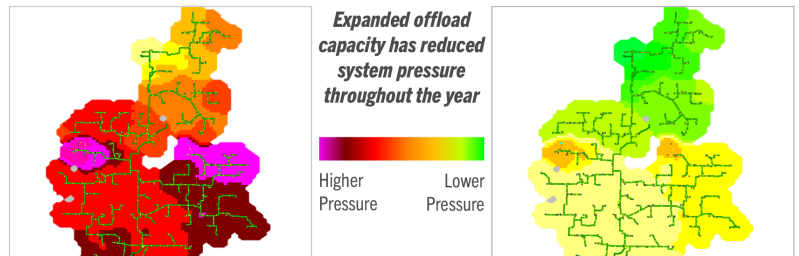 Expanded offload
capacity has reduced
system pressure
throughout the year
Higher
Pressure
Lower
Pressure